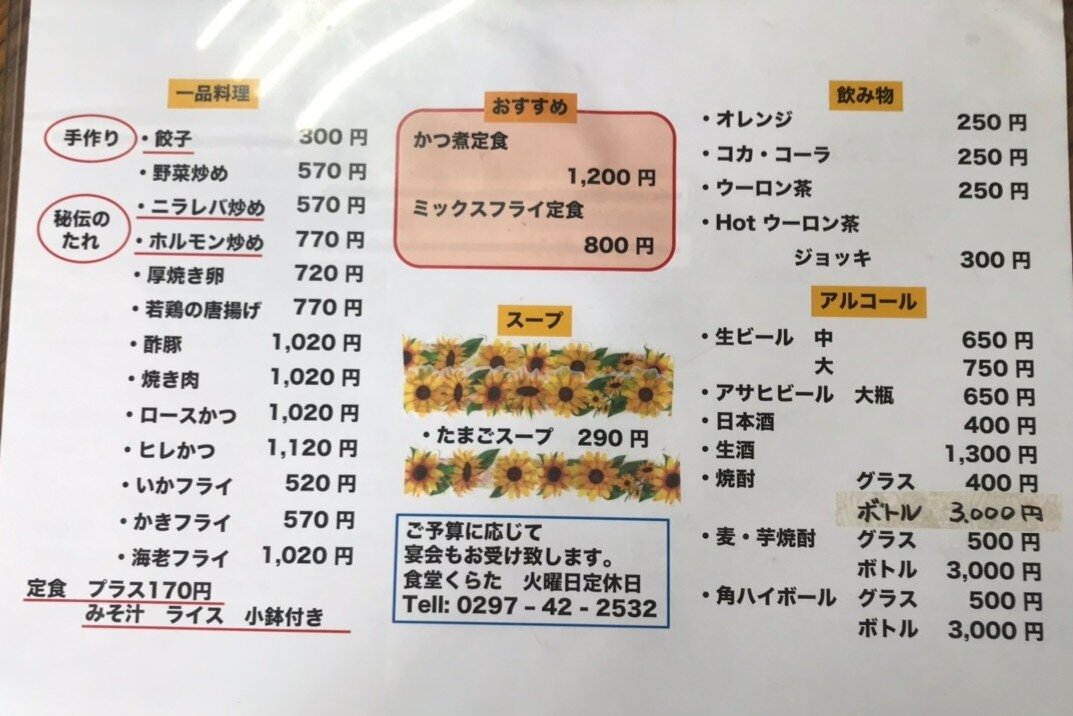 一品料理
手作り ・餃子 300円
・野菜炒め 570円
秘伝のたれ
・ニラレバ炒め 570円
・ホルモン炒め 770円
・厚焼き卵 720円
・若鶏の唐揚げ 770円
・酢豚 1,020円
・焼き肉 1,020円
・ロースかつ 1,020円
・ヒレかつ 1,120円
・いかフライ 520円
・かきフライ 570円
・海老フライ 1,020円
定食 プラス170円
みそ汁 ライス 小鉢付き
おすすめ
かつ煮定食
1,200円
ミックスフライ定食
800円
スープ
・たまごスープ 290円
ご予算に応じて
宴会もお受け致します。
食堂くらた 火曜日定休日
Tell: 0297 – 42 - 2532
飲み物
・オレンジ 250円
・コカ・コーラ 250円
・ウーロン茶 250円
・Hot ウーロン茶
ジョッキ 300円
アルコール
・生ビール 中 650円
大 750円
・アサヒビール 大瓶 650円
・日本酒 400円
・生酒 1,300円
・焼酎 グラス 400円
ボトル 3,000円
・麦・芋焼酎 グラス 500円
ボトル 3,000円
・角ハイボール グラス 500円
ボトル 3,000円